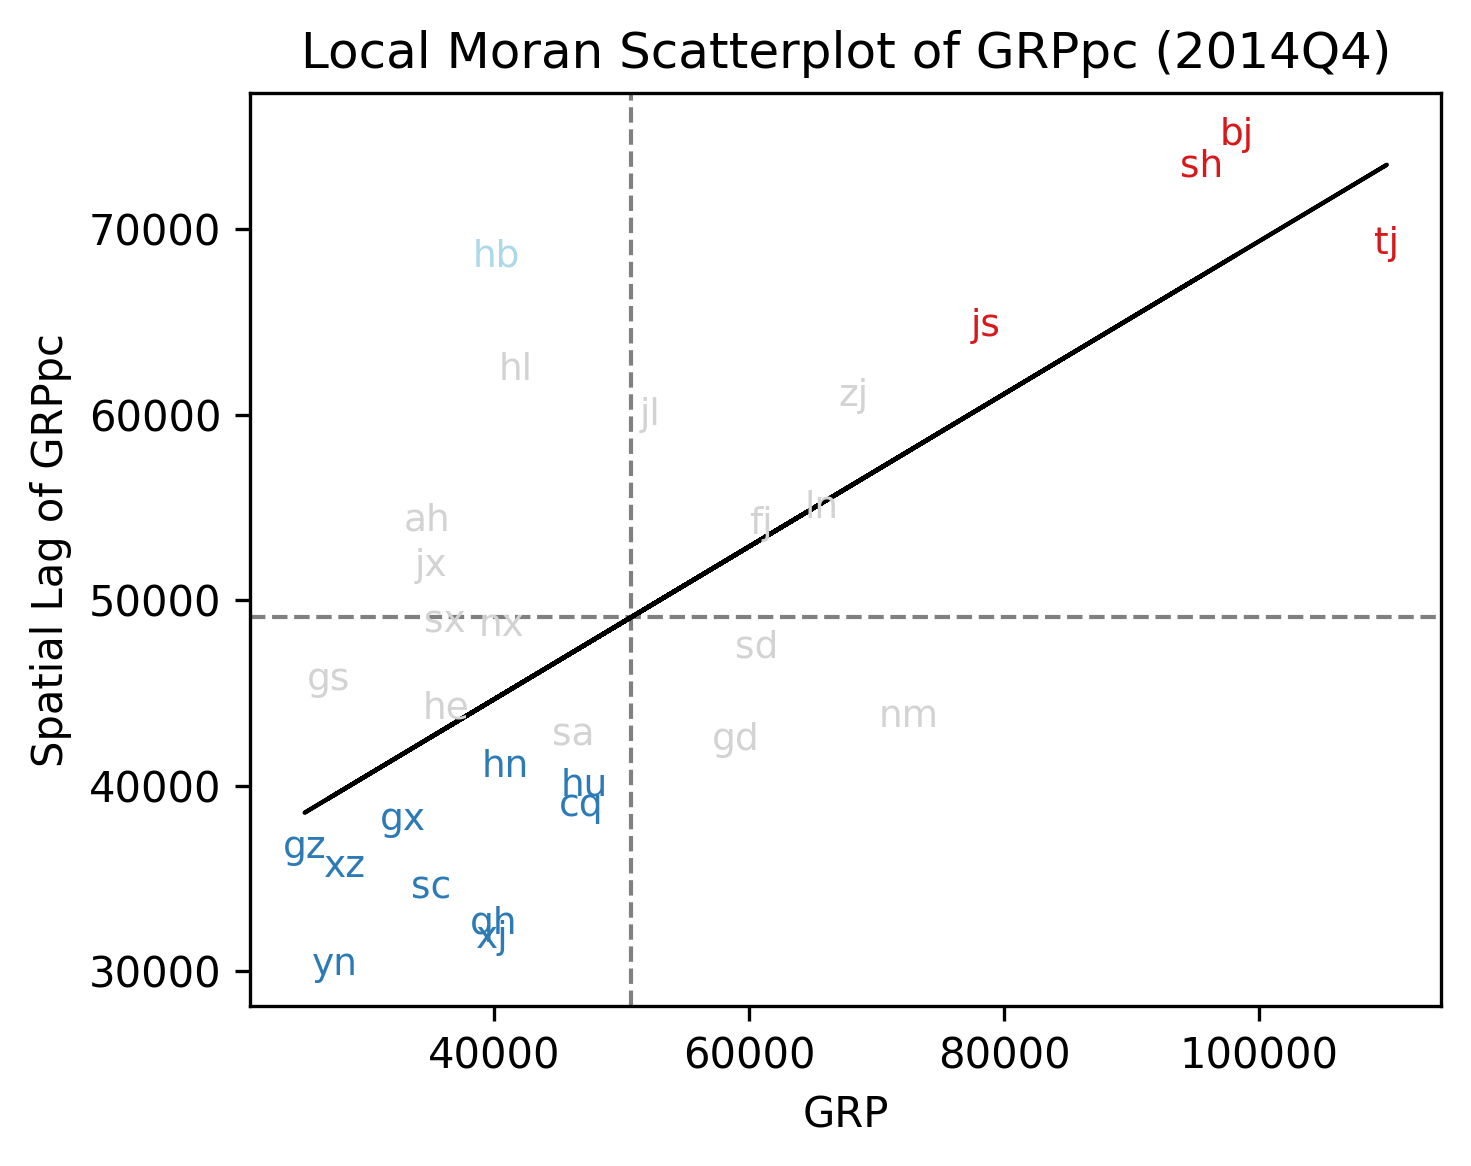 Local Moran Scatterplot of GRPpc (2014Q4)
bj
sh
tj
hb
js
hl
zj
jl
ln
ah
fj
jx
sx
nx
sd
gs
he
nm
sa
gd
hn
hu
cq
gx
gz
xz
sc
qh
xj
yn
70000
60000
50000
40000
30000
Spatial Lag of GRPpc
40000 60000 80000 100000
GRP